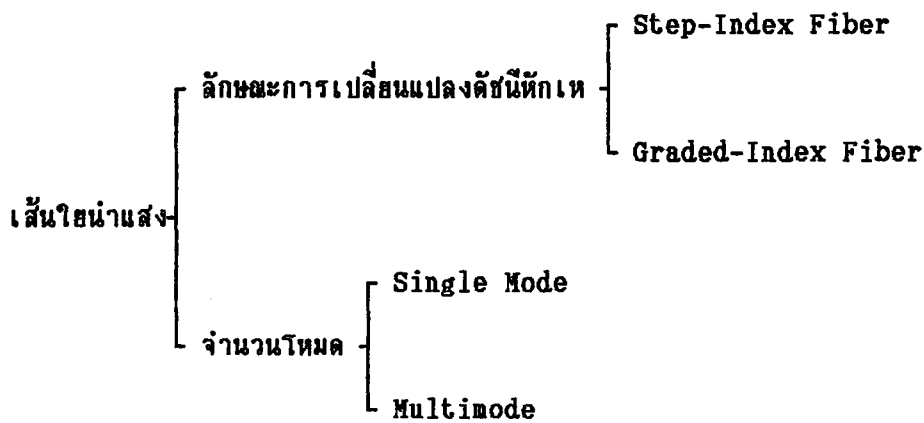 Step-Index Fiber
ลักษณะการเปลี่ยนแปลงดัชนีหักเห
Graded-Index Fiber
เส้นใยนำแสง
Single Mode
จำนวนโหมด
Multimode